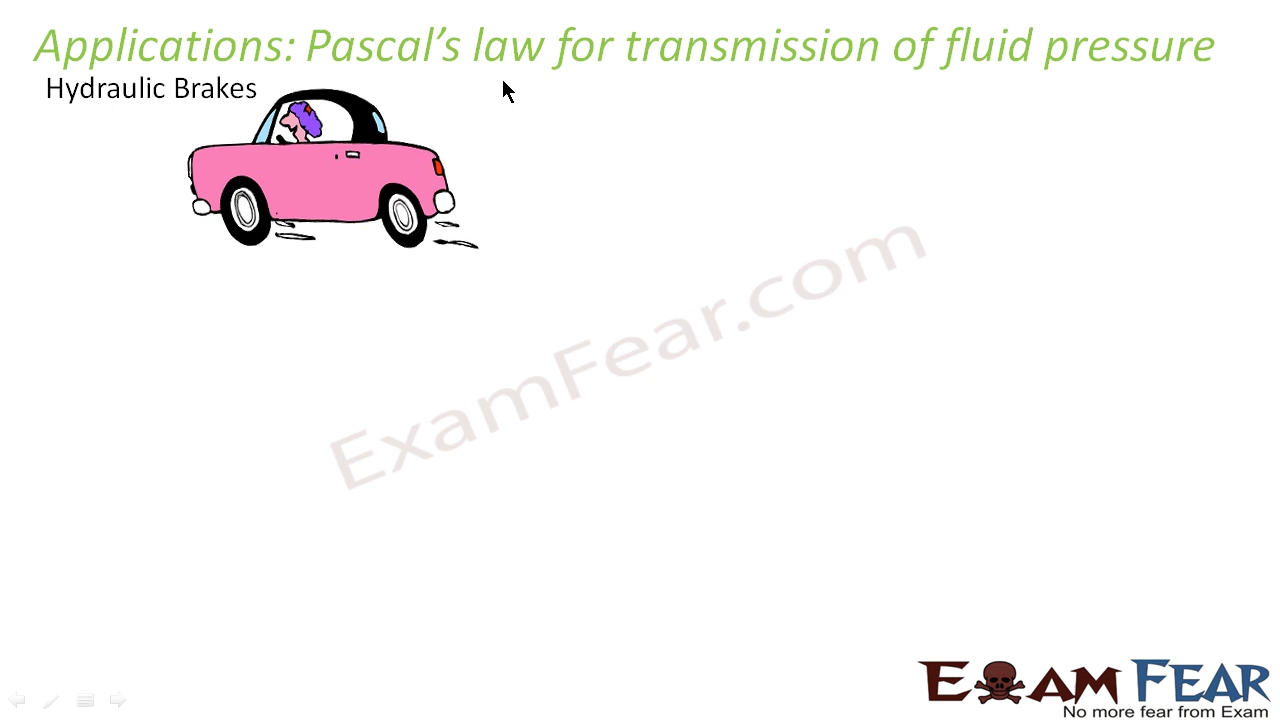 Applications: Pascal’s law for transmission of fluid pressure
Hydraulic Brakes
ExamFear.com
EXAM FEAR
No more fear from Exam